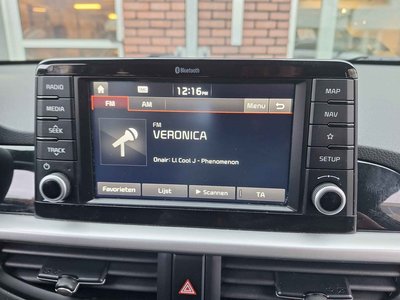 Bluetooth
RADIO
MEDIA
SEEK
TRACK
12:16PM
FM AM Menu
FM
VERONICA
Onair: Ll Cool J - Phenomenon
Favorieten Lijst Scannen TA
MAP
NAV
SETUP